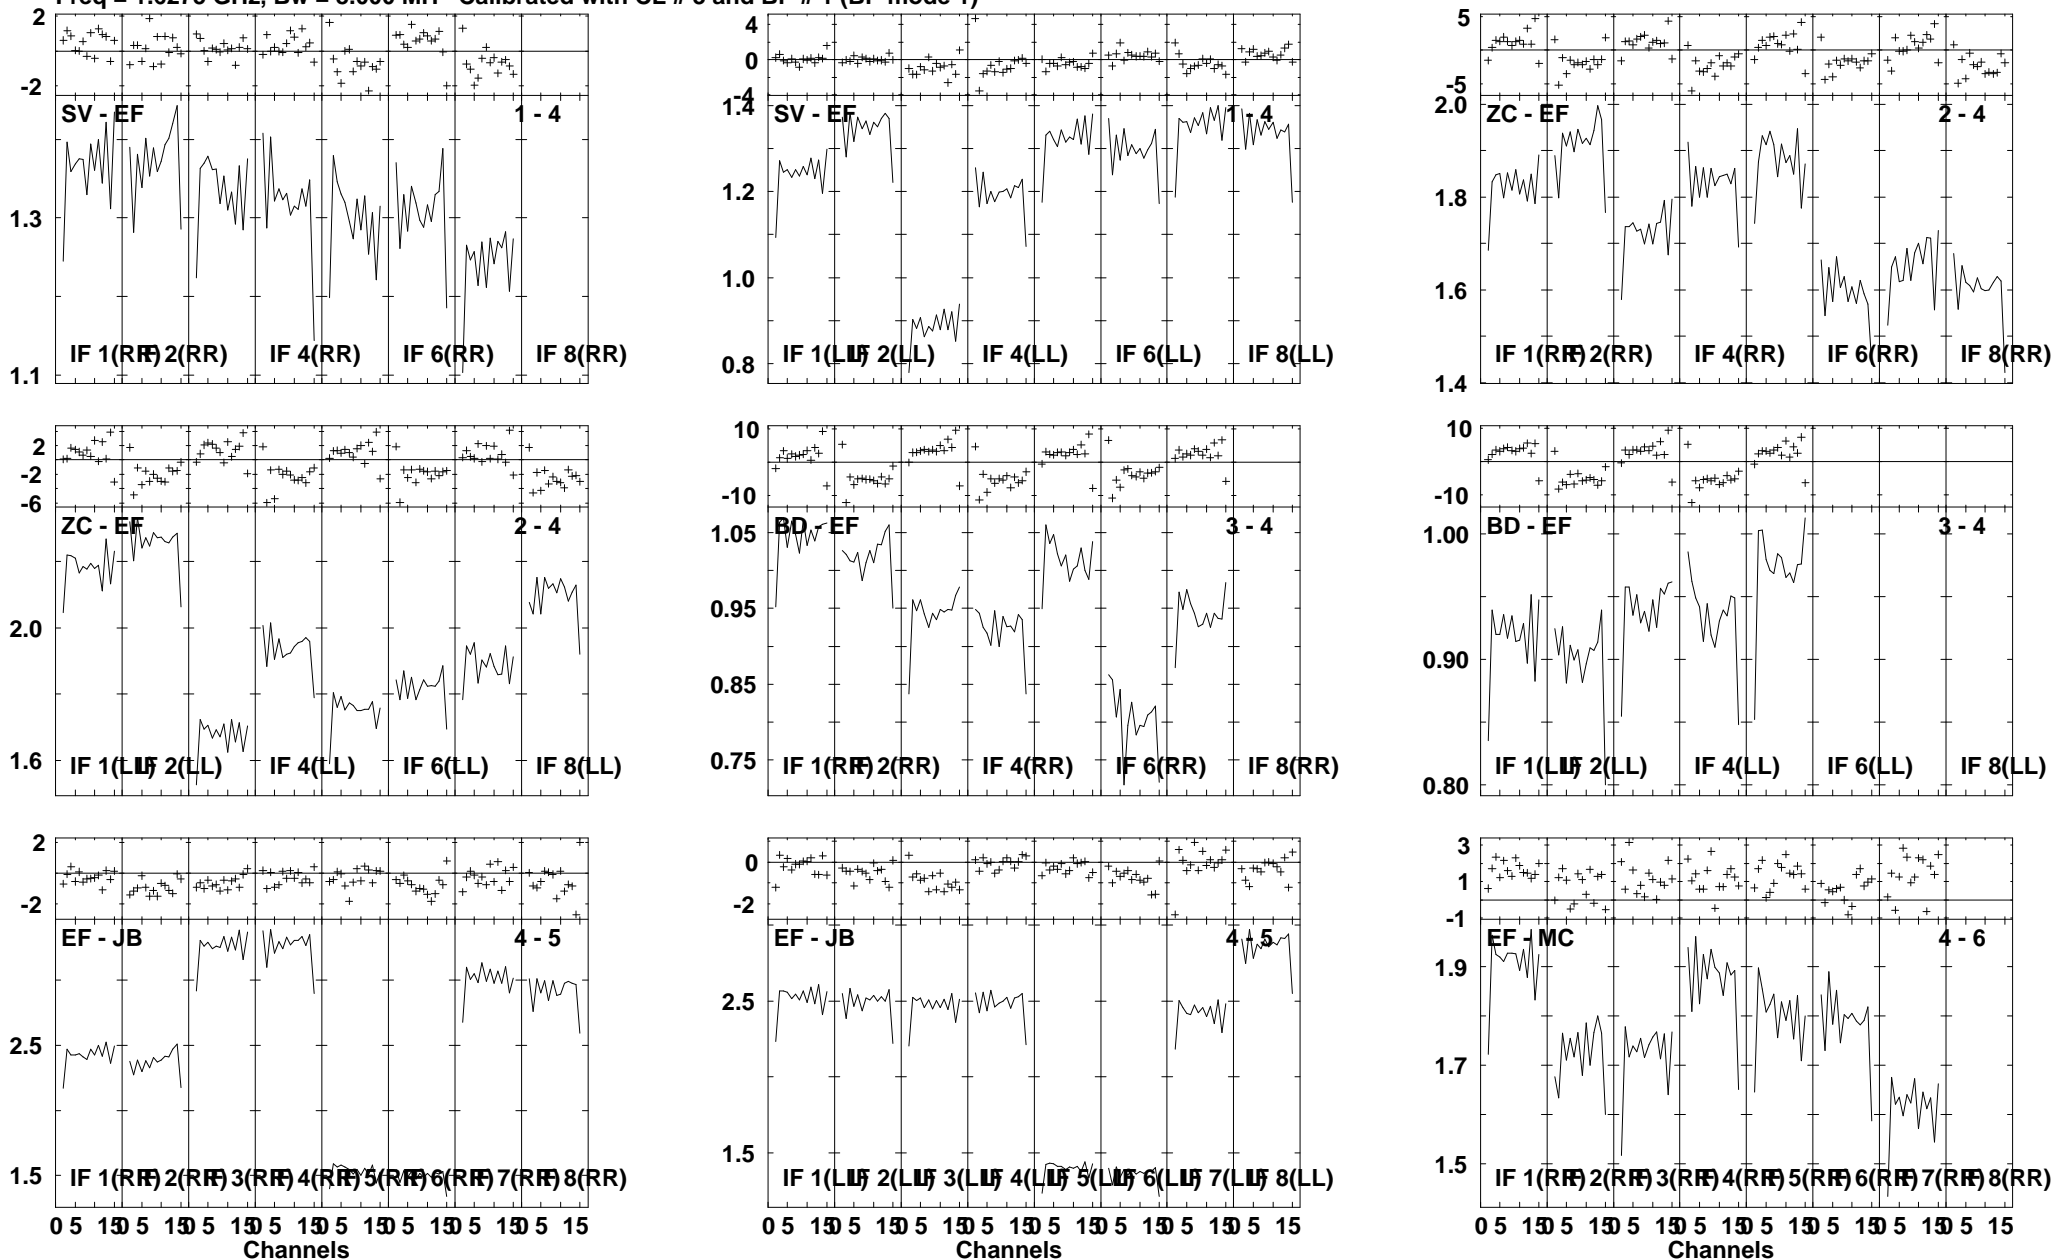 SV - EF 1 - 4
2
-2
1.3
1.1
IF 1(RR) IF 2(RR) IF 4(RR) IF 6(RR) IF 8(RR)
SV - EF 1 - 4
4
0
-4
1.4
1.2
1.0
0.8
IF 1(LL) IF 2(LL) IF 4(LL) IF 6(LL) IF 8(LL)
ZC - EF 2 - 4
5
-5
2.0
1.8
1.6
1.4
IF 1(RR) IF 2(RR) IF 4(RR) IF 6(RR) IF 8(RR)
ZC - EF 2 - 4
2
-2
-6
2.0
1.6
IF 1(LL) IF 2(LL) IF 4(LL) IF 6(LL) IF 8(LL)
BD - EF 3 - 4
10
-10
1.05
0.95
0.85
0.75
IF 1(RR) IF 2(RR) IF 4(RR) IF 6(RR) IF 8(RR)
BD - EF 3 - 4
10
-10
1.00
0.90
0.80
IF 1(LL) IF 2(LL) IF 4(LL) IF 6(LL) IF 8(LL)
EF - JB 4 - 5
2
-2
2.5
1.5
IF 1(RR) IF 2(RR) IF 3(RR) IF 4(RR) IF 5(RR) IF 6(RR) IF 7(RR) IF 8(RR)
0 5 15 0 5 15 0 5 15 0 5 15 0 5 15 0 5 15 0 5 15 0 5 15
Channels
EF - JB 4 - 5
0
-2
2.5
1.5
IF 1(LL) IF 2(LL) IF 3(LL) IF 4(LL) IF 5(LL) IF 6(LL) IF 7(LL) IF 8(LL)
0 5 15 0 5 15 0 5 15 0 5 15 0 5 15 0 5 15 0 5 15 0 5 15
Channels
EF - MC 4 - 6
3
1
-1
1.9
1.7
1.5
IF 1(RR) IF 2(RR) IF 3(RR) IF 4(RR) IF 5(RR) IF 6(RR) IF 7(RR) IF 8(RR)
0 5 15 0 5 15 0 5 15 0 5 15 0 5 15 0 5 15 0 5 15 0 5 15
Channels